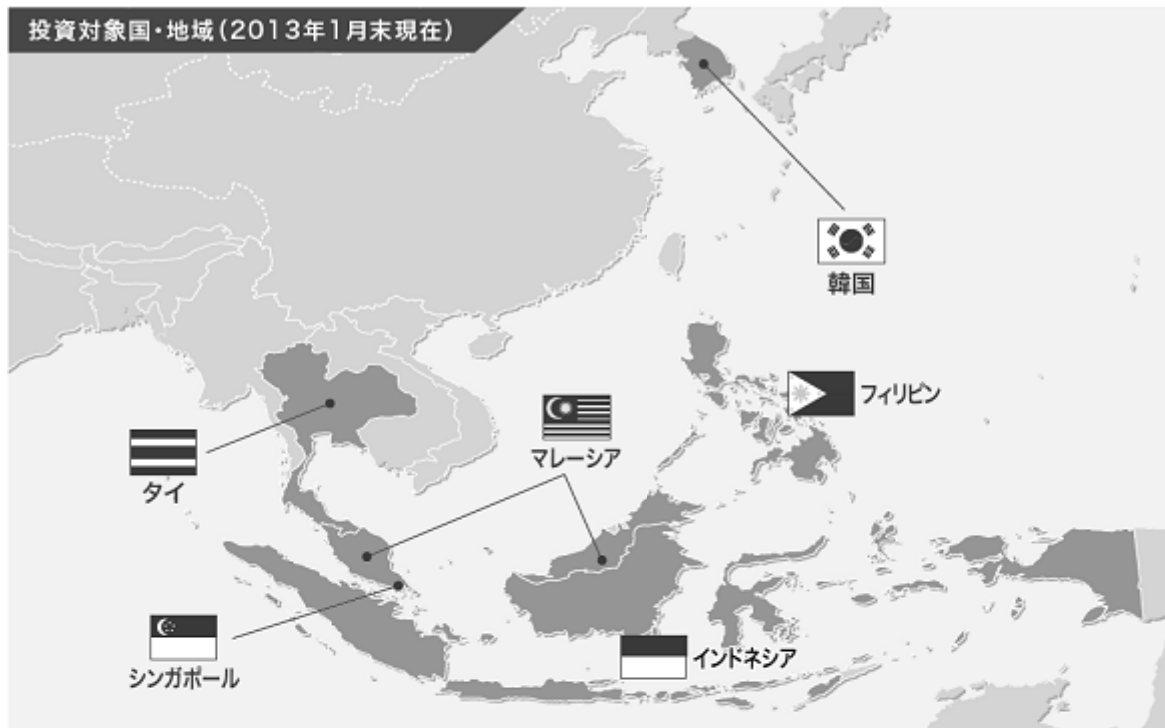 投資対象国・地域(2013年1月末現在)
韓国
フィリピン
マレーシア
タイ
シンガポール
インドネシア